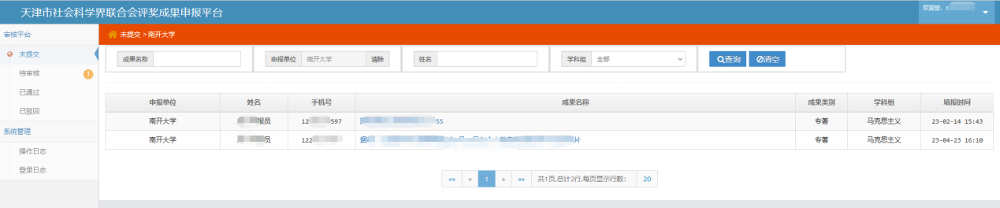 天津市社会科学界联合会评奖成果申报平台
欢迎您，1
审核平台
未提交 > 南开大学
未提交
待审核 1
已通过
已驳回
系统管理
操作日志
登录日志
成果名称
申报单位 南开大学 清除
姓名
学科组 全部
查询 清空
申报单位 姓名 手机号 成果名称 成果类别 学科组 填报时间
南开大学 报员 12 597 55 专著 马克思主义 23-02-14 15:43
南开大学 员 122 据 片 专著 马克思主义 23-04-23 16:10
«« « 1 » »» 共1页,总计2行,每页显示行数: 20